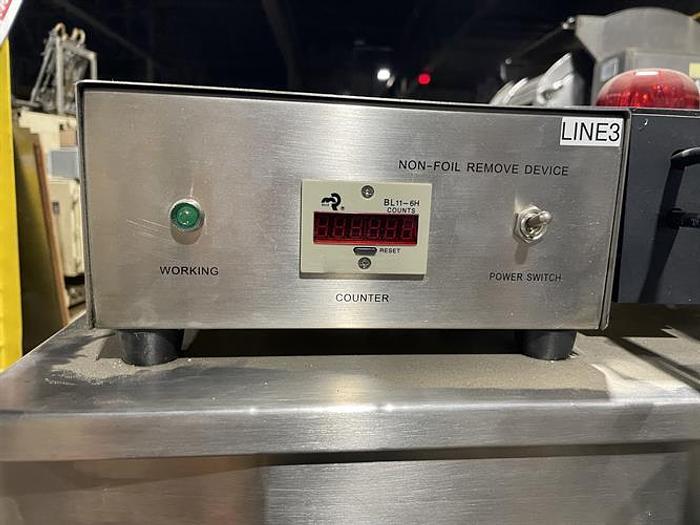 LINE3
NON-FOIL REMOVE DEVICE
BL11-6H
COUNTS
RESET
WORKING
COUNTER
POWER SWITCH